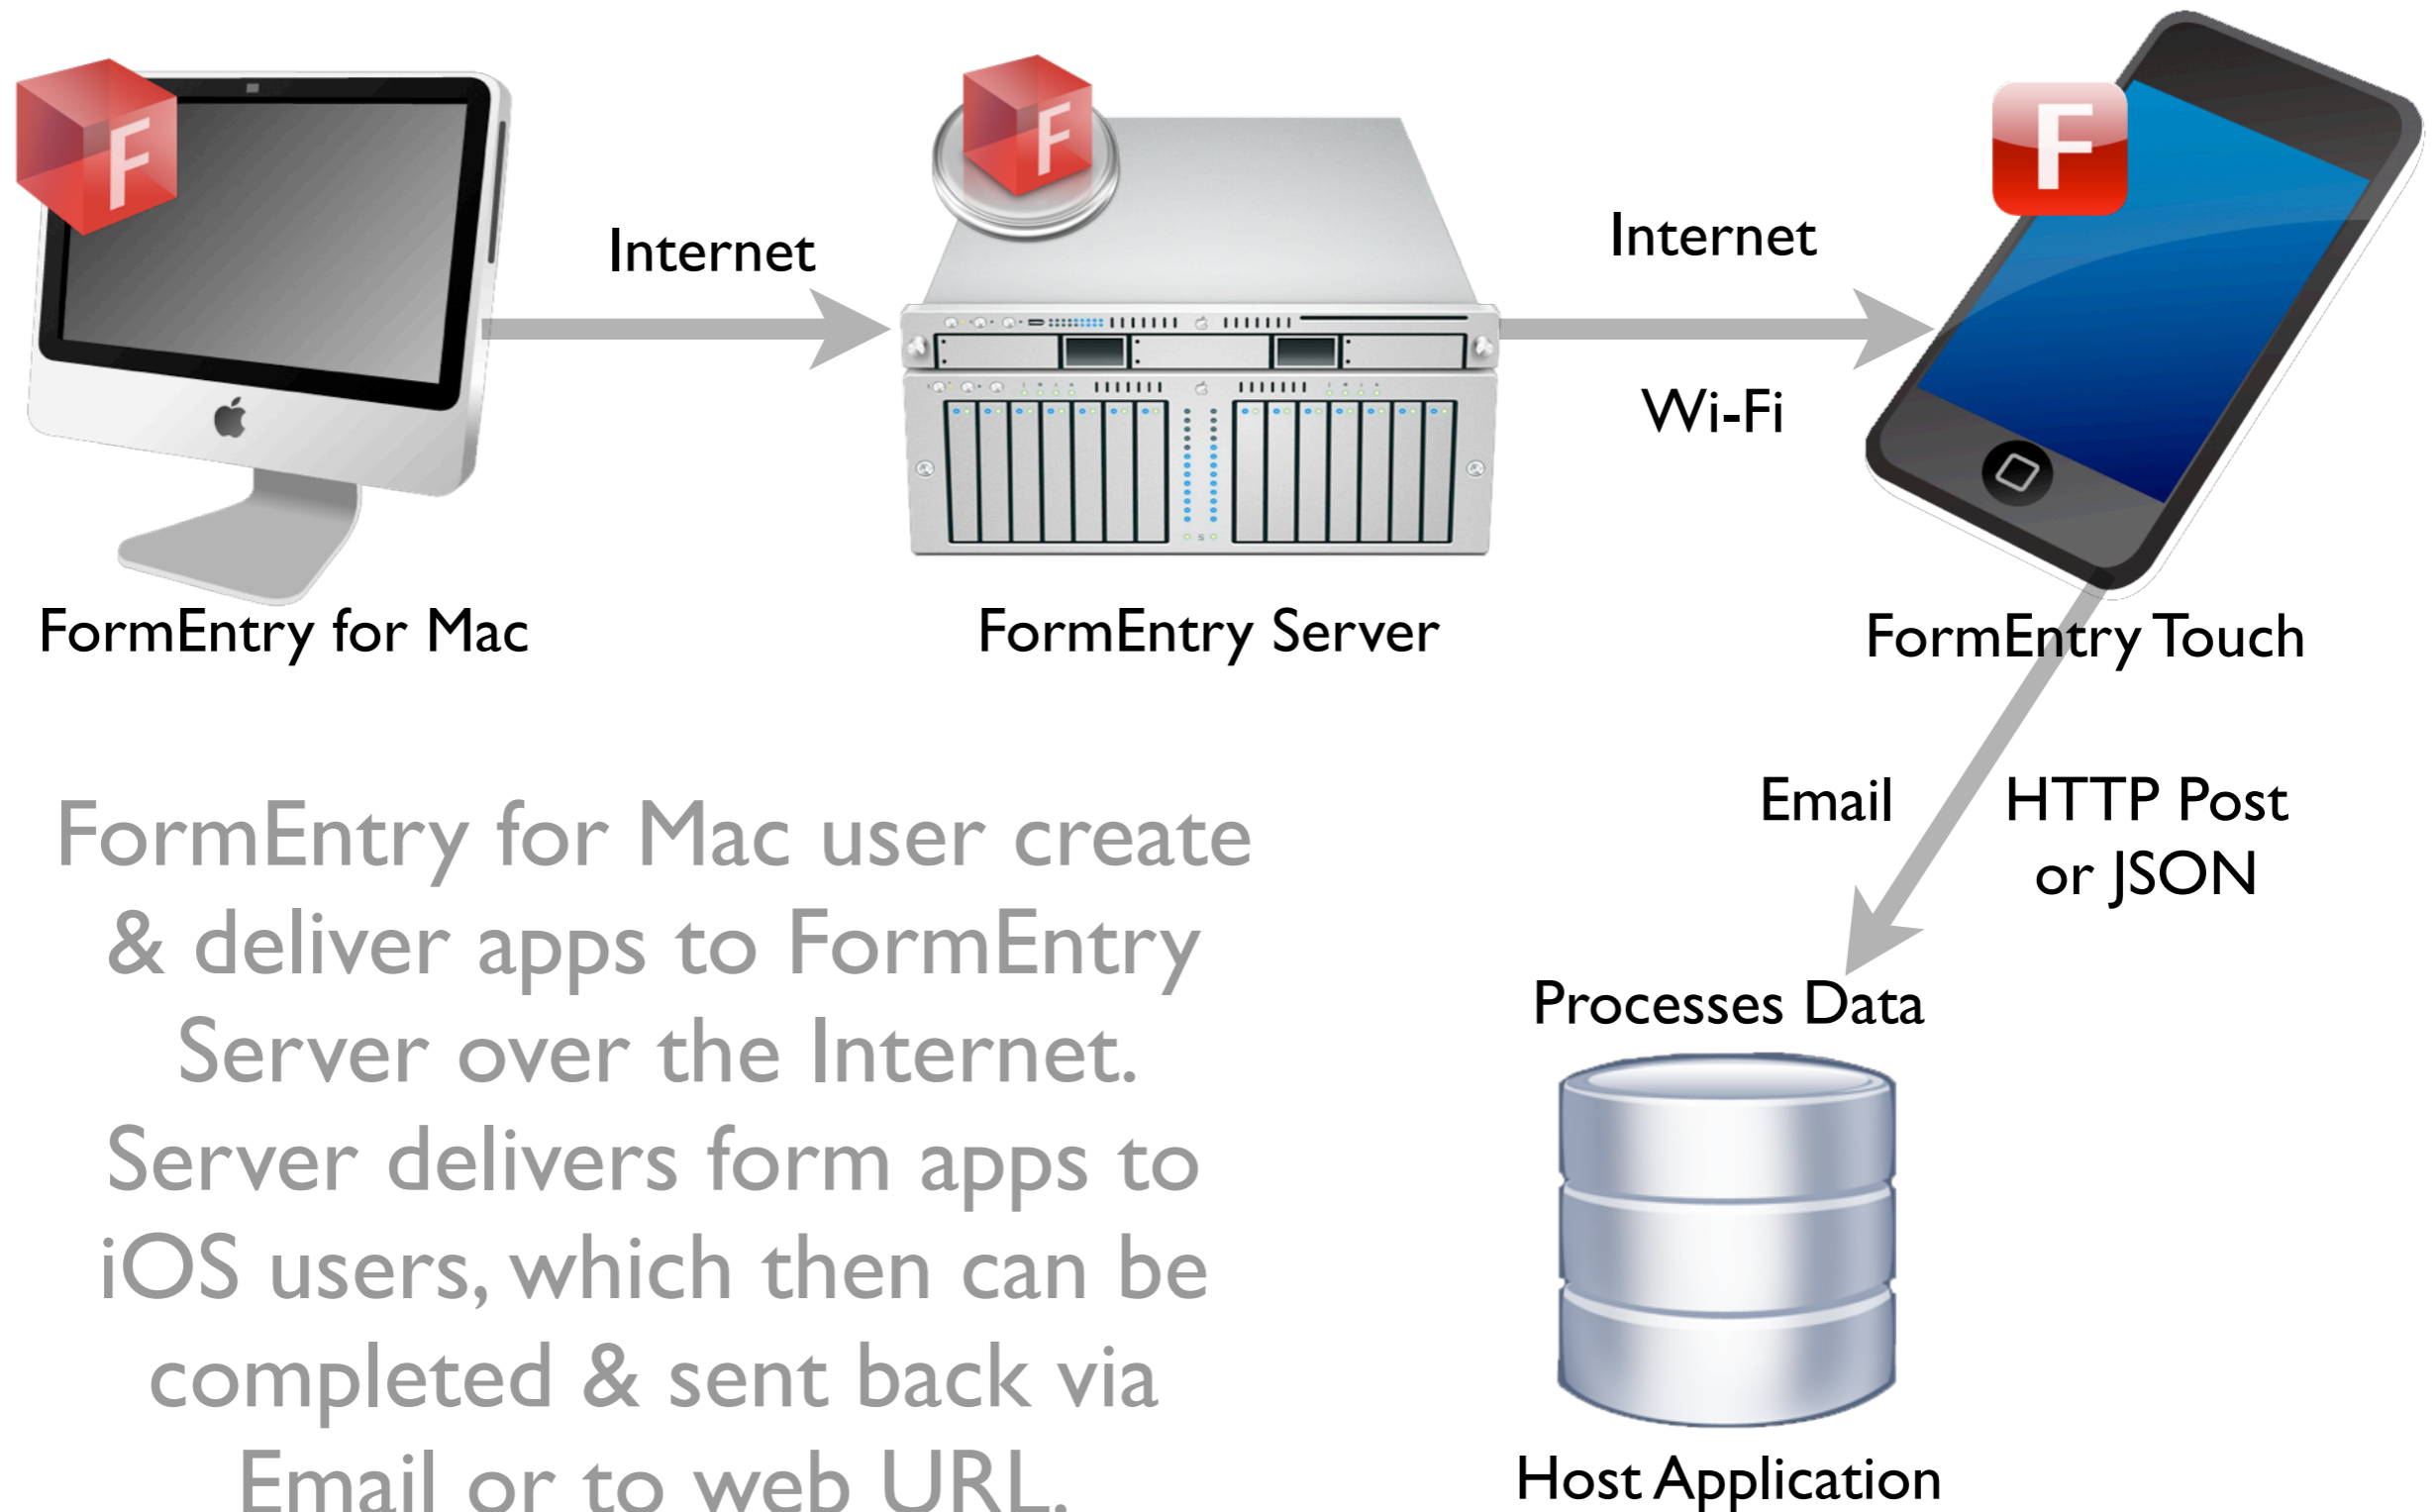 F
F
F
Internet
Internet
Wi-Fi
FormEntry for Mac
FormEntry Server
FormEntry Touch
Email
HTTP Post
or JSON
FormEntry for Mac user create
& deliver apps to FormEntry
Server over the Internet.
Server delivers form apps to
iOS users, which then can be
completed & sent back via
Email or to web URL.
Processes Data
Host Application